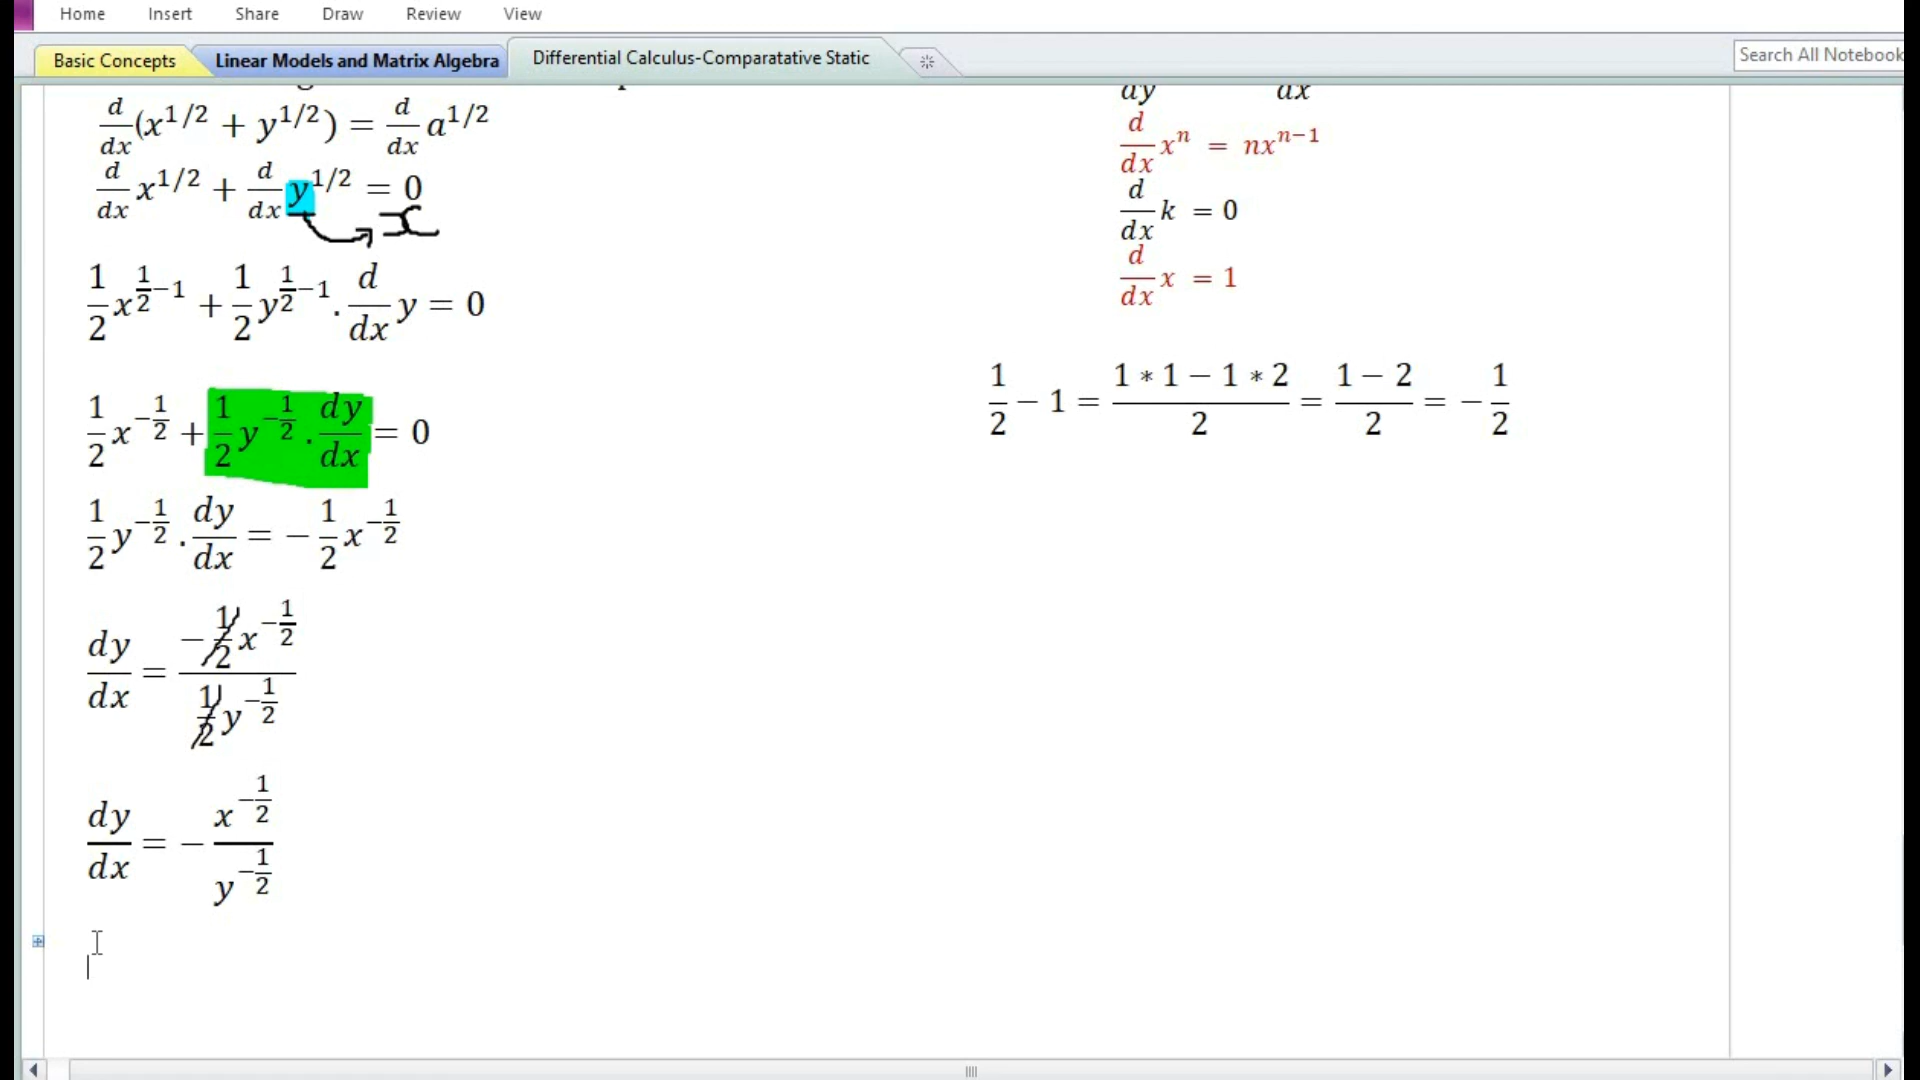 Home Insert Share Draw Review View
Basic Concepts Linear Models and Matrix Algebra Differential Calculus-Comparatative Static Search All Notebook
d/dx (x^{1/2} + y^{1/2}) = d/dx a^{1/2}
d/dx x^{1/2} + d/dx y^{1/2} = 0
x
1/2 x^{1/2 − 1} + 1/2 y^{1/2 − 1} . d/dx y = 0
1/2 x^{−1/2} + 1/2 y^{−1/2} . dy/dx = 0
1/2 y^{−1/2} . dy/dx = − 1/2 x^{−1/2}
dy/dx = (− 1/2 x^{−1/2}) / (1/2 y^{−1/2})
dy/dx = − x^{−1/2} / y^{−1/2}
dy dx
d/dx x^n = nx^{n−1}
d/dx k = 0
d/dx x = 1
1/2 − 1 = (1 ∗ 1 − 1 ∗ 2)/2 = (1 − 2)/2 = − 1/2